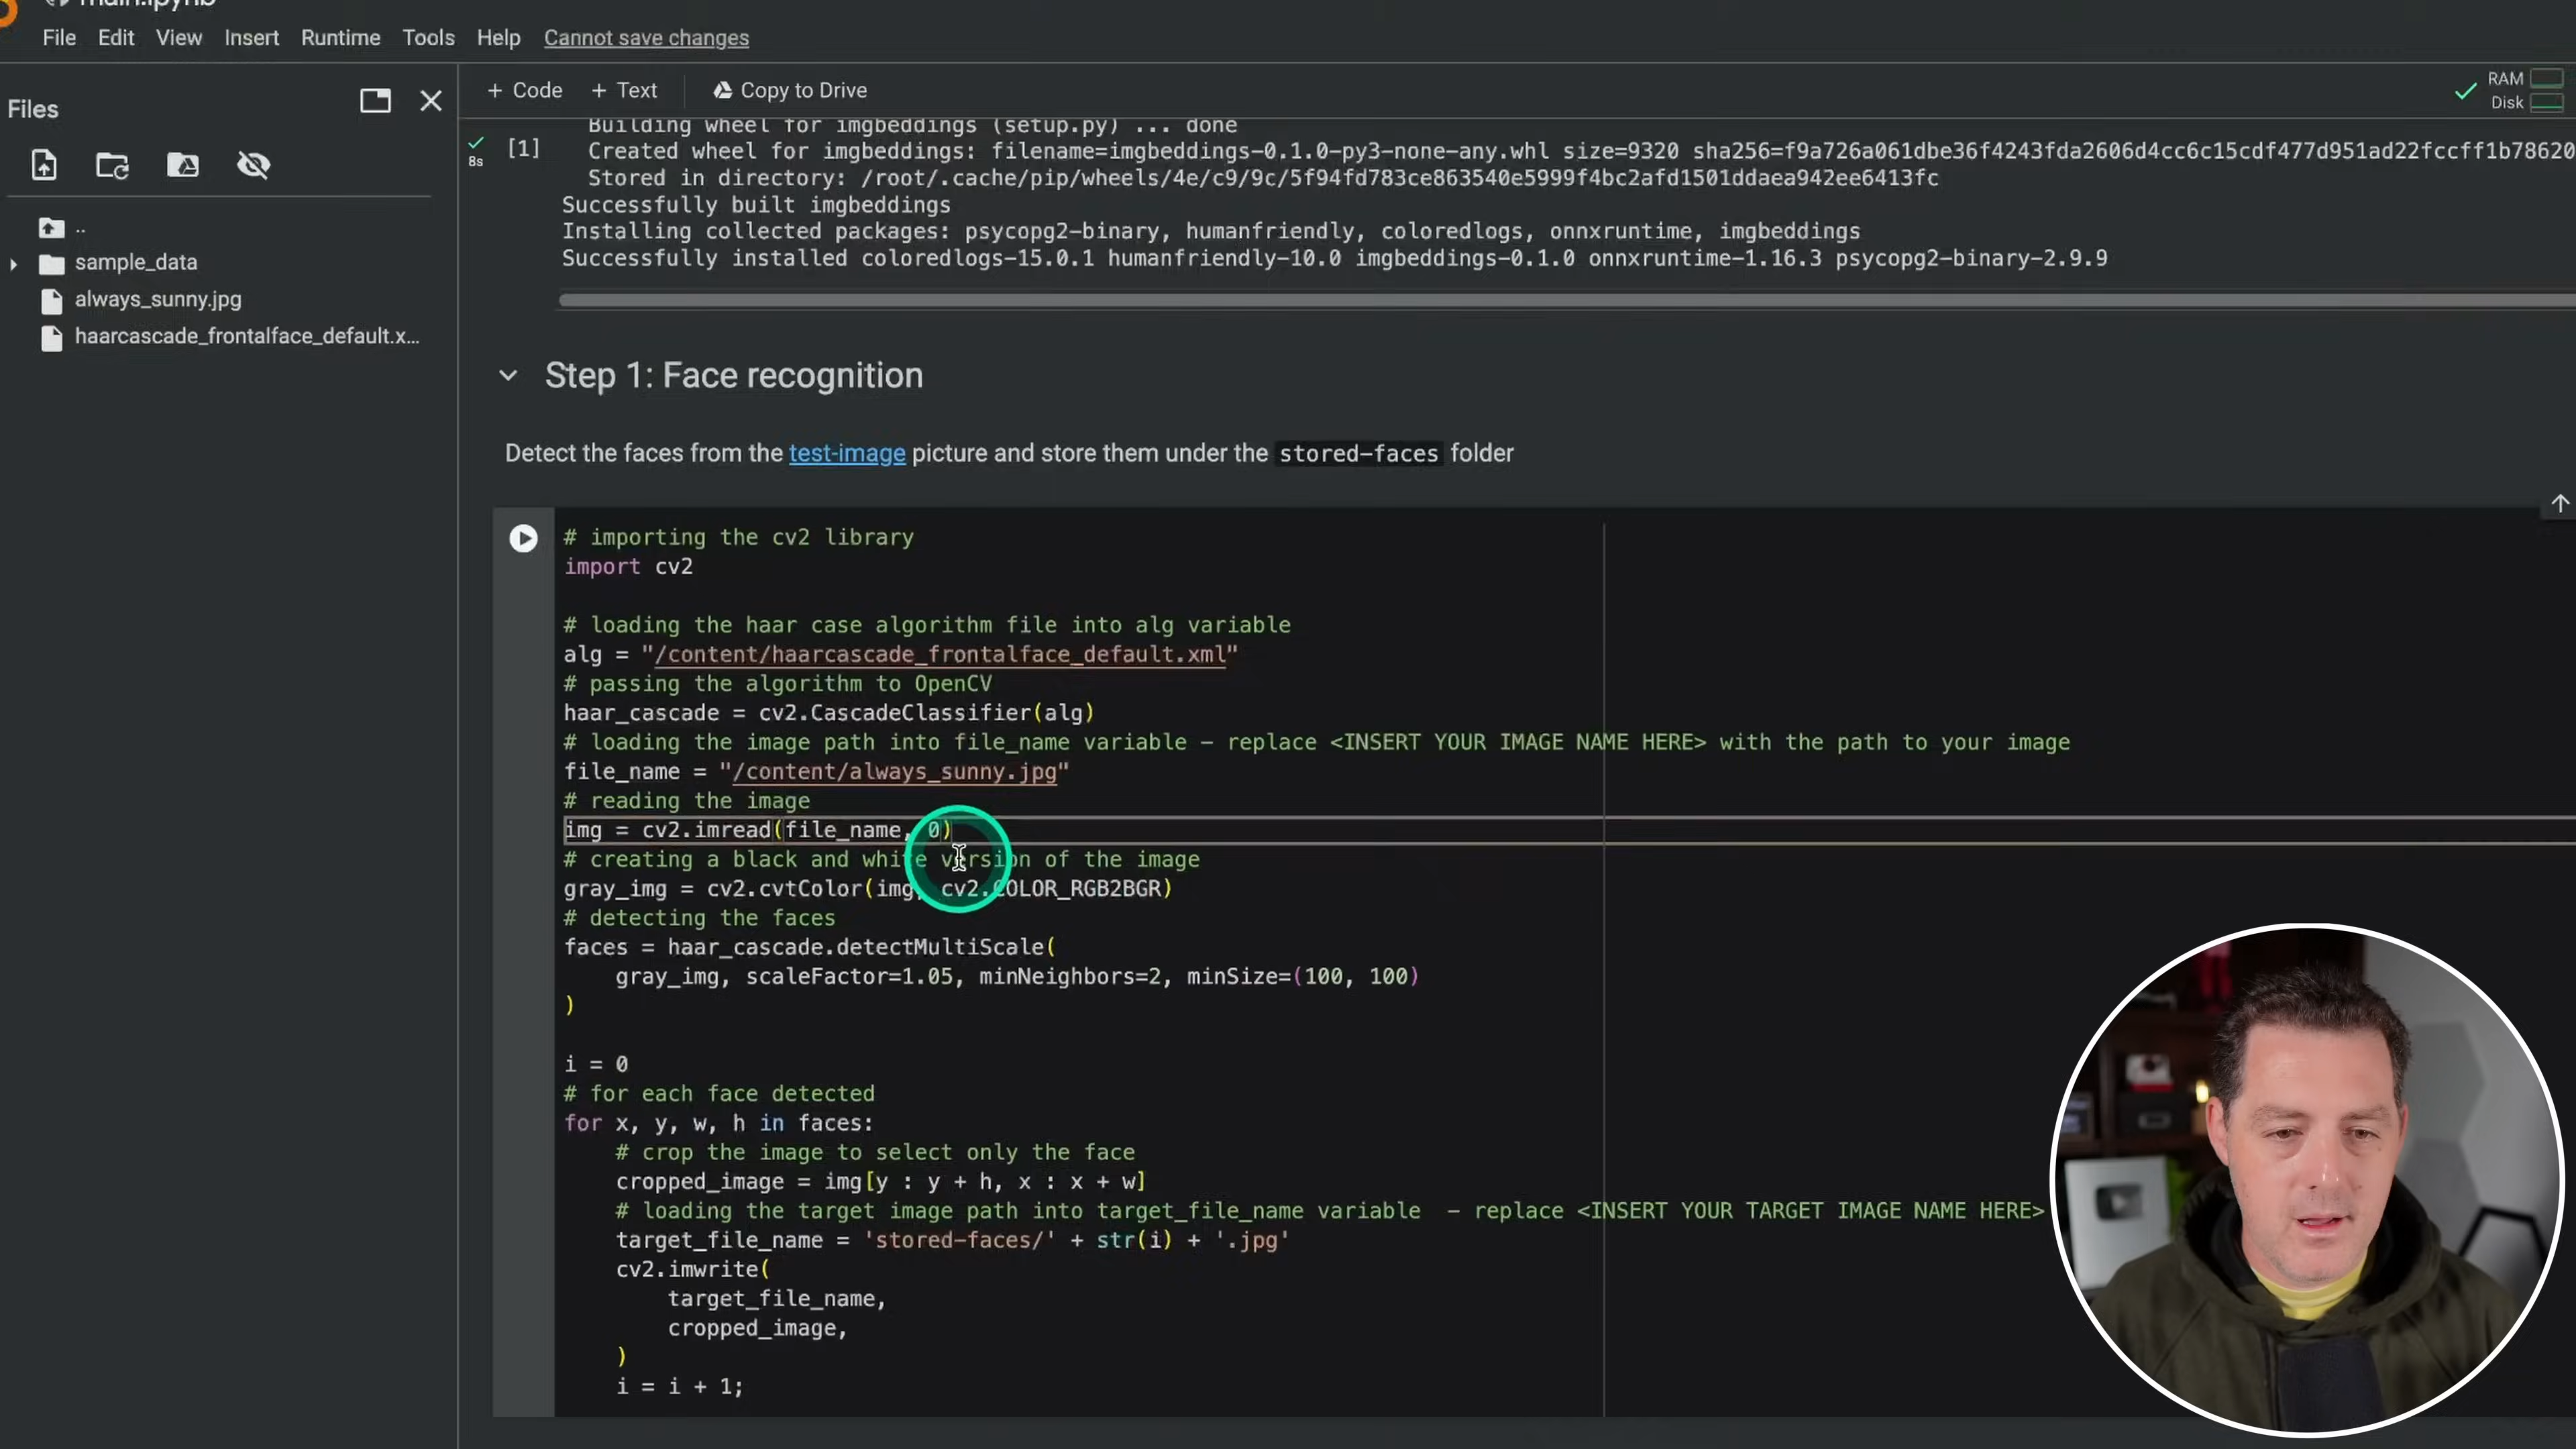 main.ipynb
File Edit View Insert Runtime Tools Help Cannot save changes
Files
+ Code + Text Copy to Drive
RAM
Disk
..
sample_data
always_sunny.jpg
haarcascade_frontalface_default.x...
8s
[1]
Building wheel for imgbeddings (setup.py) ... done
Created wheel for imgbeddings: filename=imgbeddings-0.1.0-py3-none-any.whl size=9320 sha256=f9a726a061dbe36f4243fda2606d4cc6c15cdf477d951ad22fccff1b78620
Stored in directory: /root/.cache/pip/wheels/4e/c9/9c/5f94fd783ce863540e5999f4bc2afd1501ddaea942ee6413fc
Successfully built imgbeddings
Installing collected packages: psycopg2-binary, humanfriendly, coloredlogs, onnxruntime, imgbeddings
Successfully installed coloredlogs-15.0.1 humanfriendly-10.0 imgbeddings-0.1.0 onnxruntime-1.16.3 psycopg2-binary-2.9.9
Step 1: Face recognition
Detect the faces from the test-image picture and store them under the stored-faces folder
# importing the cv2 library
import cv2
# loading the haar case algorithm file into alg variable
alg = "/content/haarcascade_frontalface_default.xml"
# passing the algorithm to OpenCV
haar_cascade = cv2.CascadeClassifier(alg)
# loading the image path into file_name variable – replace <INSERT YOUR IMAGE NAME HERE> with the path to your image
file_name = "/content/always_sunny.jpg"
# reading the image
img = cv2.imread(file_name, 0)
# creating a black and white version of the image
gray_img = cv2.cvtColor(img, cv2.COLOR_RGB2BGR)
# detecting the faces
faces = haar_cascade.detectMultiScale(
    gray_img, scaleFactor=1.05, minNeighbors=2, minSize=(100, 100)
)
i = 0
# for each face detected
for x, y, w, h in faces:
    # crop the image to select only the face
    cropped_image = img[y : y + h, x : x + w]
    # loading the target image path into target_file_name variable  – replace <INSERT YOUR TARGET IMAGE NAME HERE>
    target_file_name = 'stored-faces/' + str(i) + '.jpg'
    cv2.imwrite(
        target_file_name,
        cropped_image,
    )
    i = i + 1;